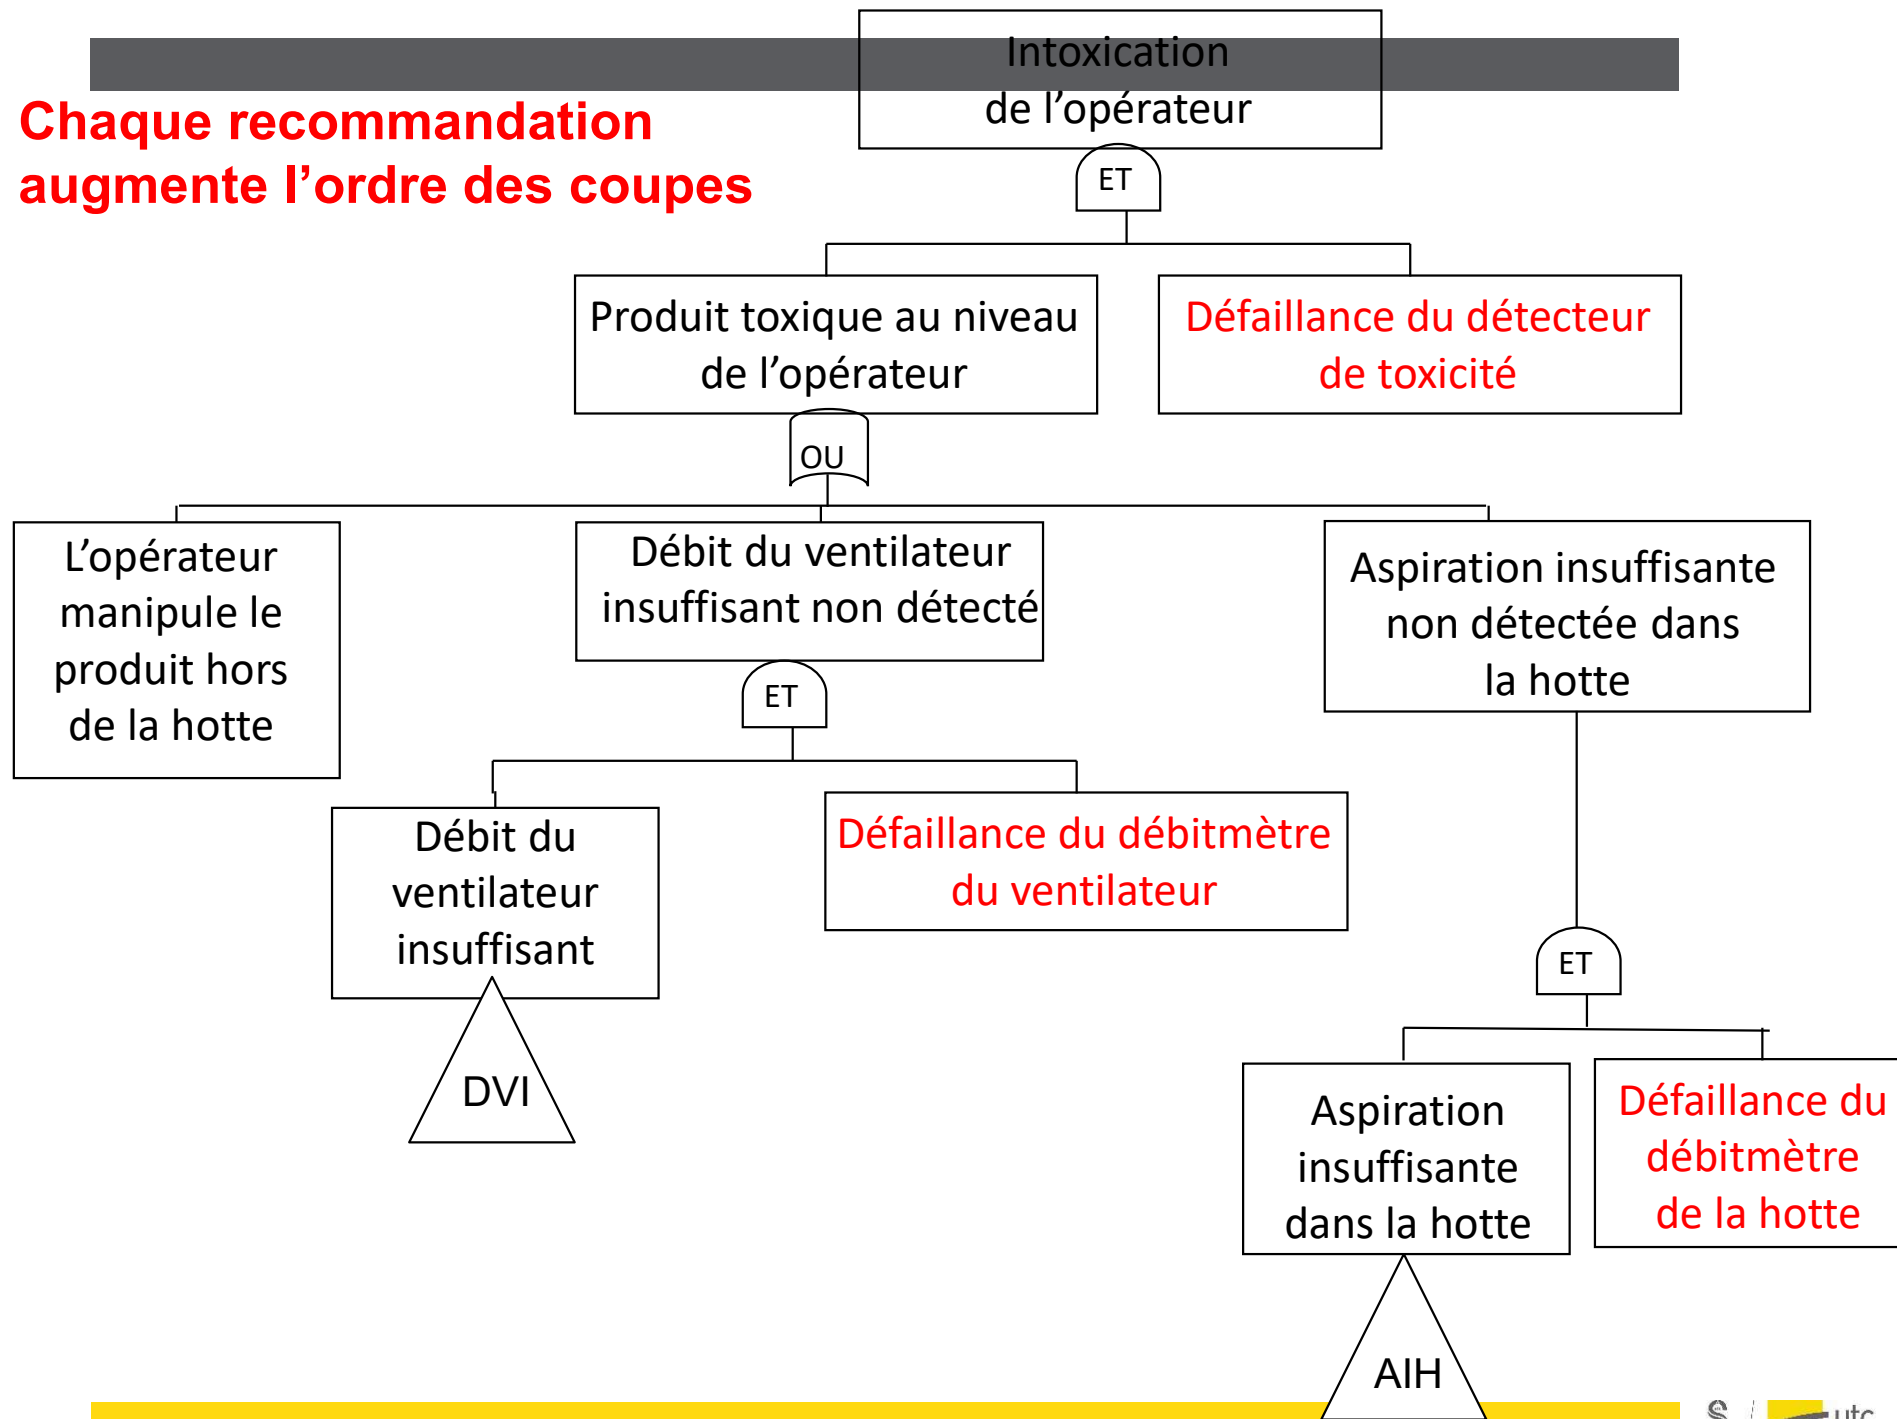 Intoxication
de l’opérateur
Chaque recommandation
augmente l’ordre des coupes
ET
Produit toxique au niveau
de l’opérateur
Défaillance du détecteur
de toxicité
OU
L’opérateur
manipule le
produit hors
de la hotte
Débit du ventilateur
insuffisant non détecté
Aspiration insuffisante
non détectée dans
la hotte
ET
Débit du
ventilateur
insuffisant
Défaillance du débitmètre
du ventilateur
ET
DVI
Aspiration
insuffisante
dans la hotte
Défaillance du
débitmètre
de la hotte
AIH
utc